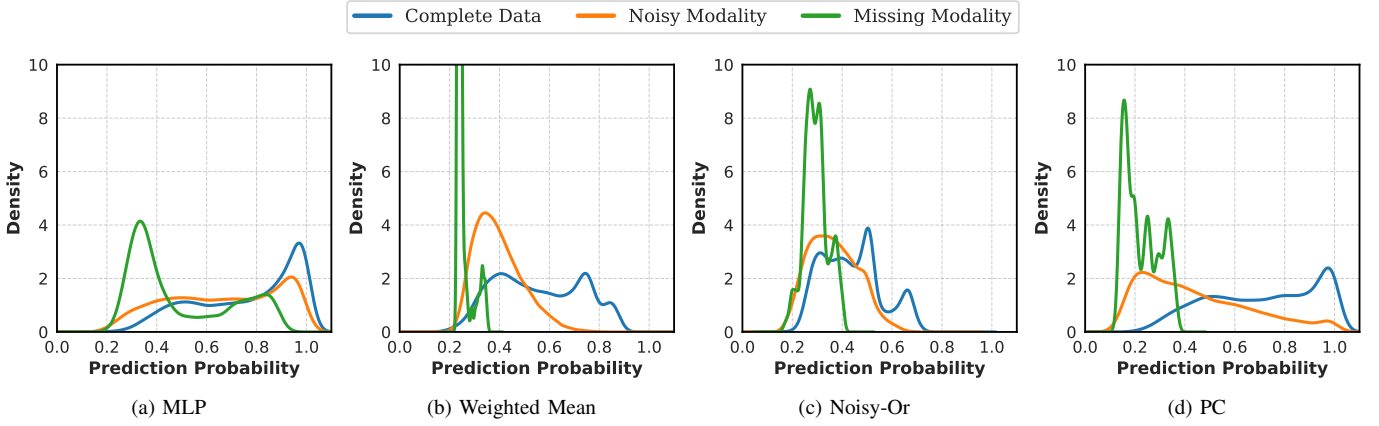 Complete Data Noisy Modality Missing Modality
10 10 10 10
8 8 8 8
6 6 6 6
Density Density Density Density
4 4 4 4
2 2 2 2
0 0 0 0
0.0 0.2 0.4 0.6 0.8 1.0 0.0 0.2 0.4 0.6 0.8 1.0 0.0 0.2 0.4 0.6 0.8 1.0 0.0 0.2 0.4 0.6 0.8 1.0
Prediction Probability Prediction Probability Prediction Probability Prediction Probability
(a) MLP (b) Weighted Mean (c) Noisy-Or (d) PC